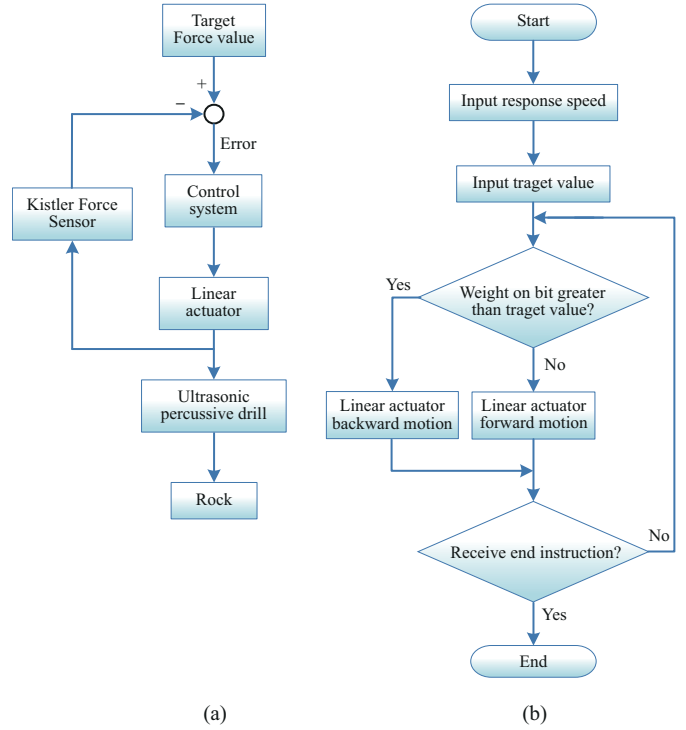 Target
Force value
+
−
Error
Kistler Force
Sensor
Control
system
Linear
actuator
Ultrasonic
percussive drill
Rock
(a)
Start
Input response speed
Input traget value
Weight on bit greater
than traget value?
Yes
No
Linear actuator
backward motion
Linear actuator
forward motion
Receive end instruction?
No
Yes
End
(b)